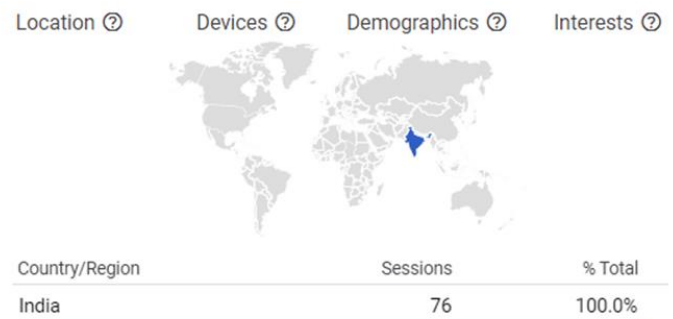 Location Devices Demographics Interests
Country/Region Sessions % Total
India 76 100.0%